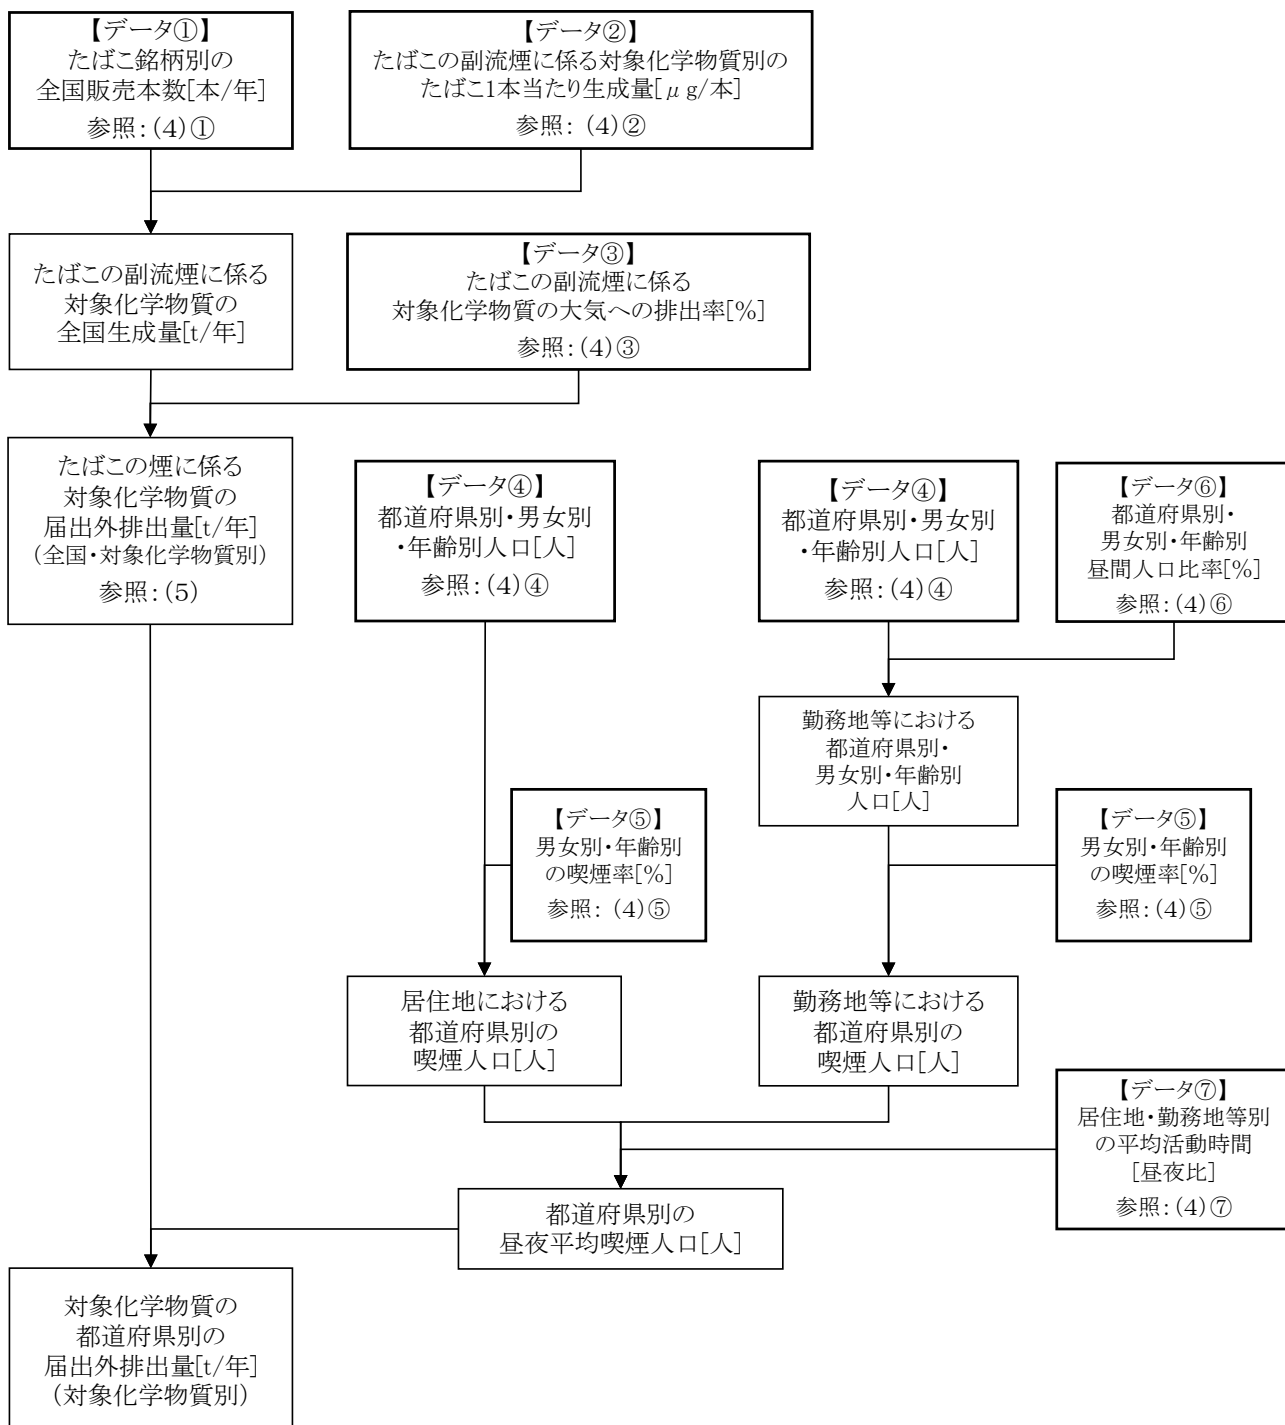 【データ①】
たばこ銘柄別の
全国販売本数[本/年]
参照:(4)①
【データ②】
たばこの副流煙に係る対象化学物質別の
たばこ1本当たり生成量[μg/本]
参照: (4)②
たばこの副流煙に係る
対象化学物質の
全国生成量[t/年]
【データ③】
たばこの副流煙に係る
対象化学物質の大気への排出率[%]
参照:(4)③
たばこの煙に係る
対象化学物質の
届出外排出量[t/年]
(全国・対象化学物質別)
参照:(5)
【データ④】
都道府県別・男女別
・年齢別人口[人]
参照:(4)④
【データ④】
都道府県別・男女別
・年齢別人口[人]
参照:(4)④
【データ⑥】
都道府県別・
男女別・年齢別
昼間人口比率[%]
参照:(4)⑥
勤務地等における
都道府県別・
男女別・年齢別
人口[人]
【データ⑤】
男女別・年齢別
の喫煙率[%]
参照: (4)⑤
【データ⑤】
男女別・年齢別
の喫煙率[%]
参照:(4)⑤
居住地における
都道府県別の
喫煙人口[人]
勤務地等における
都道府県別の
喫煙人口[人]
【データ⑦】
居住地・勤務地等別
の平均活動時間
[昼夜比]
参照:(4)⑦
都道府県別の
昼夜平均喫煙人口[人]
対象化学物質の
都道府県別の
届出外排出量[t/年]
(対象化学物質別)